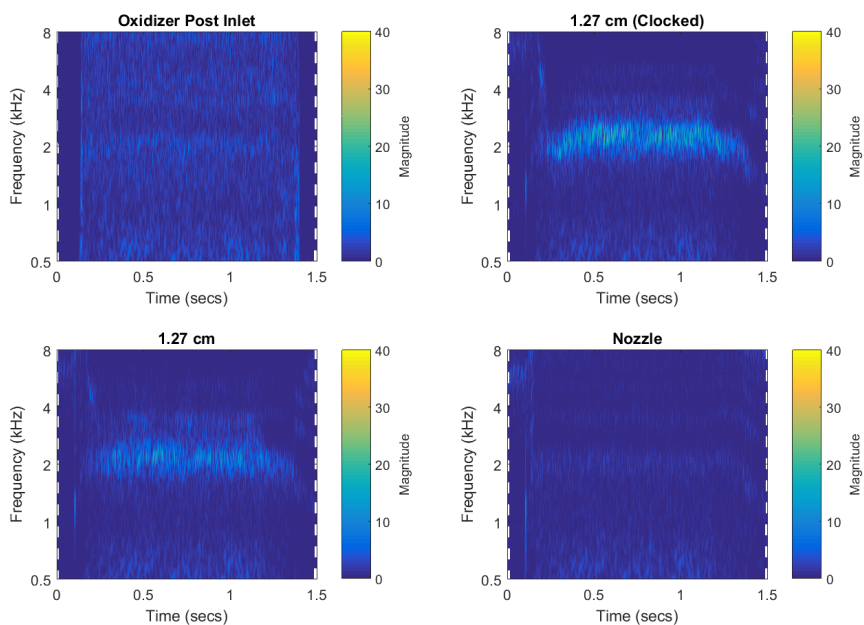 Oxidizer Post Inlet
8
4
2
1
0.5
Frequency (kHz)
0 0.5 1 1.5
Time (secs)
40
30
20
10
0
Magnitude
1.27 cm (Clocked)
8
4
2
1
0.5
Frequency (kHz)
0 0.5 1 1.5
Time (secs)
40
30
20
10
0
Magnitude
1.27 cm
8
4
2
1
0.5
Frequency (kHz)
0 0.5 1 1.5
Time (secs)
40
30
20
10
0
Magnitude
Nozzle
8
4
2
1
0.5
Frequency (kHz)
0 0.5 1 1.5
Time (secs)
40
30
20
10
0
Magnitude